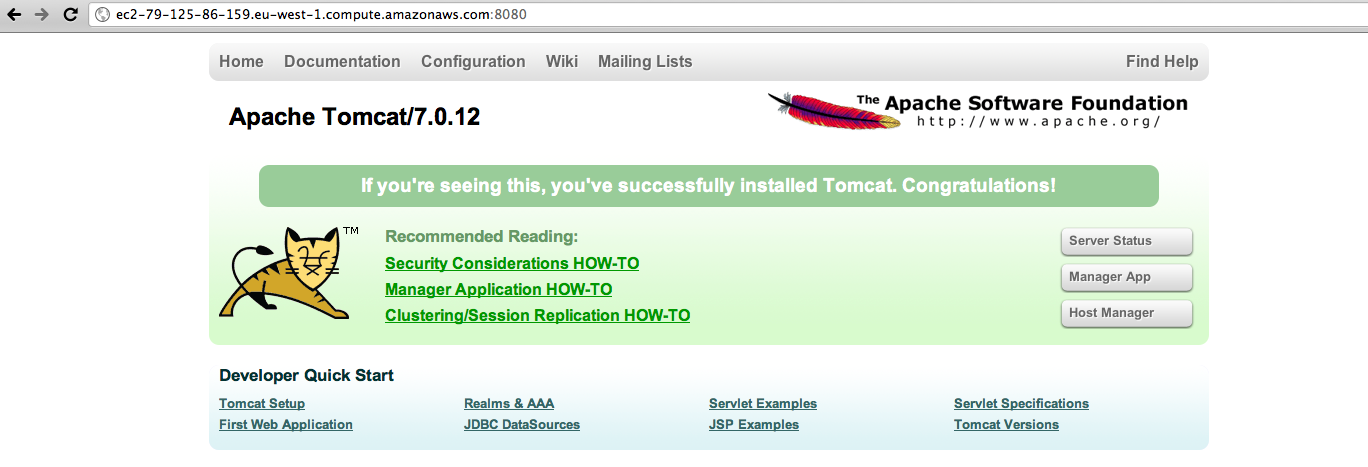 ec2-79-125-86-159.eu-west-1.compute.amazonaws.com:8080
Home Documentation Configuration Wiki Mailing Lists Find Help
Apache Tomcat/7.0.12
The Apache Software Foundation
http://www.apache.org/
If you're seeing this, you've successfully installed Tomcat. Congratulations!
TM
Recommended Reading:
Security Considerations HOW-TO
Manager Application HOW-TO
Clustering/Session Replication HOW-TO
Server Status
Manager App
Host Manager
Developer Quick Start
Tomcat Setup Realms & AAA Servlet Examples Servlet Specifications
First Web Application JDBC DataSources JSP Examples Tomcat Versions